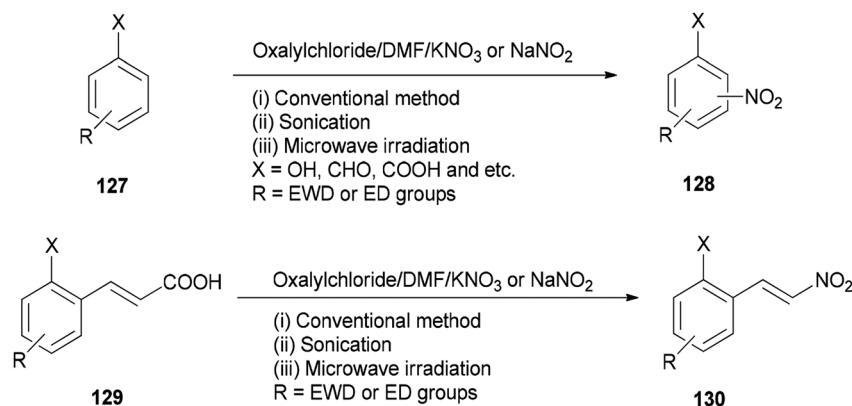 X
R
127
Oxalylchloride/DMF/KNO3 or NaNO2
(i) Conventional method
(ii) Sonication
(iii) Microwave irradiation
X = OH, CHO, COOH and etc.
R = EWD or ED groups
X
NO2
R
128
X
COOH
R
129
Oxalylchloride/DMF/KNO3 or NaNO2
(i) Conventional method
(ii) Sonication
(iii) Microwave irradiation
R = EWD or ED groups
X
NO2
R
130